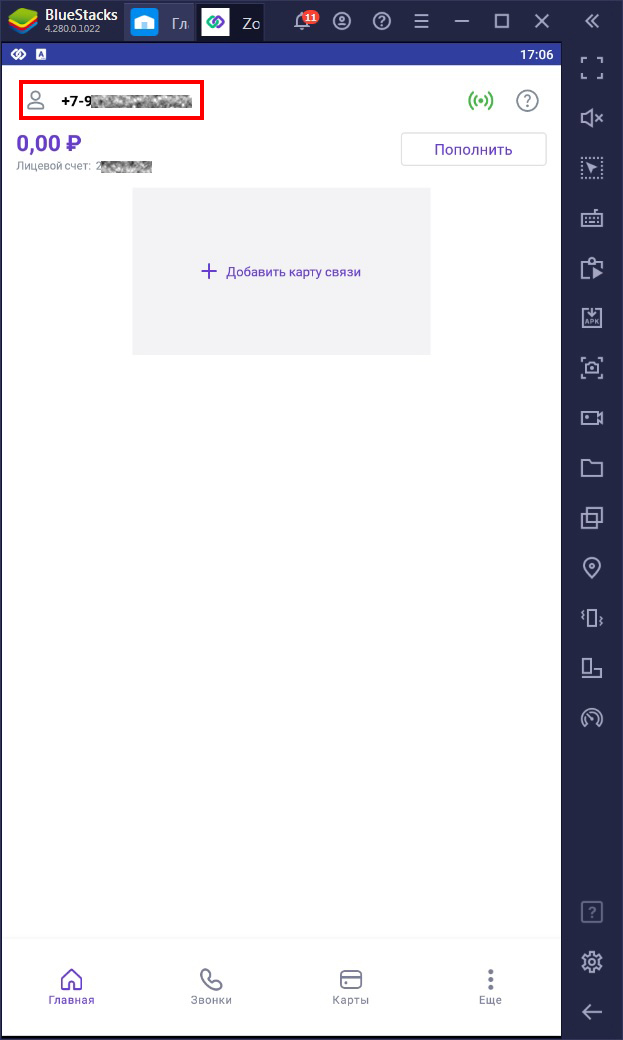 BlueStacks
4.280.0.1022
Гл
Zo
11
17:06
+7-9
0,00 ₽
Пополнить
Лицевой счет: 2
+ Добавить карту связи
APK
Главная
Звонки
Карты
Еще